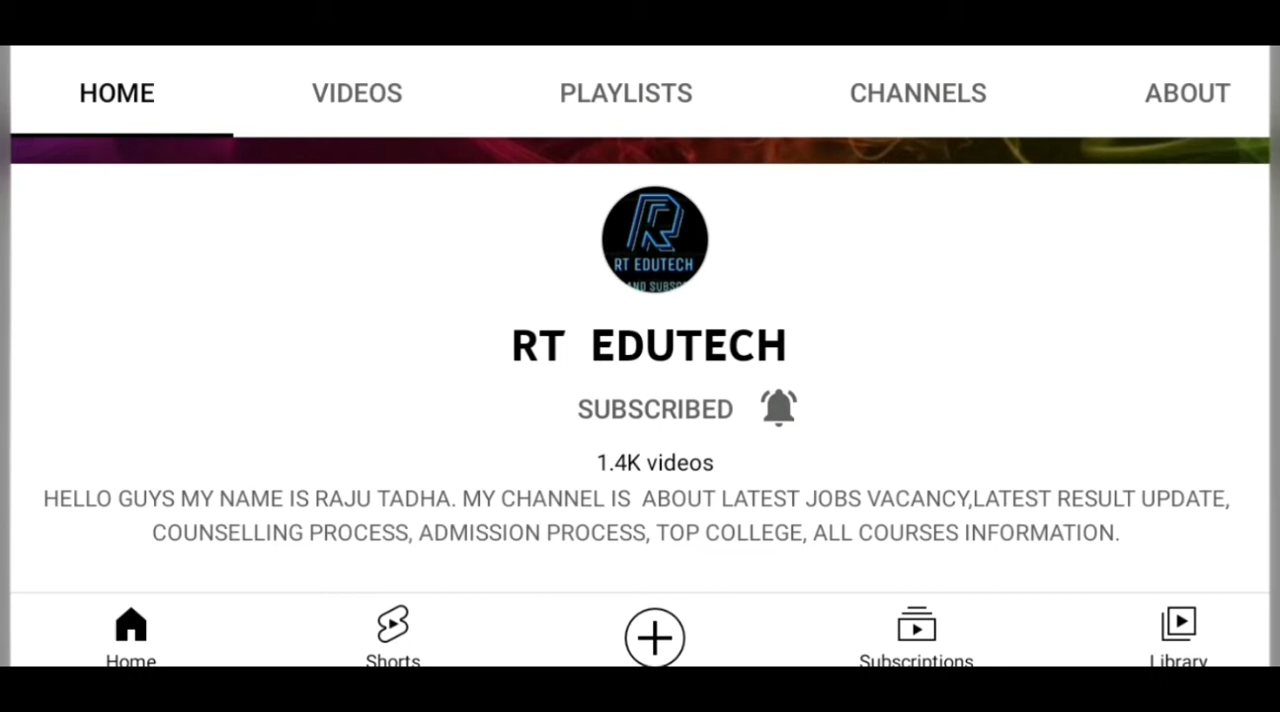 HOME VIDEOS PLAYLISTS CHANNELS ABOUT
RT EDUTECH
AND SUBSC
RT EDUTECH
SUBSCRIBED
1.4K videos
HELLO GUYS MY NAME IS RAJU TADHA. MY CHANNEL IS ABOUT LATEST JOBS VACANCY,LATEST RESULT UPDATE,
COUNSELLING PROCESS, ADMISSION PROCESS, TOP COLLEGE, ALL COURSES INFORMATION.
Home Shorts Subscriptions Library